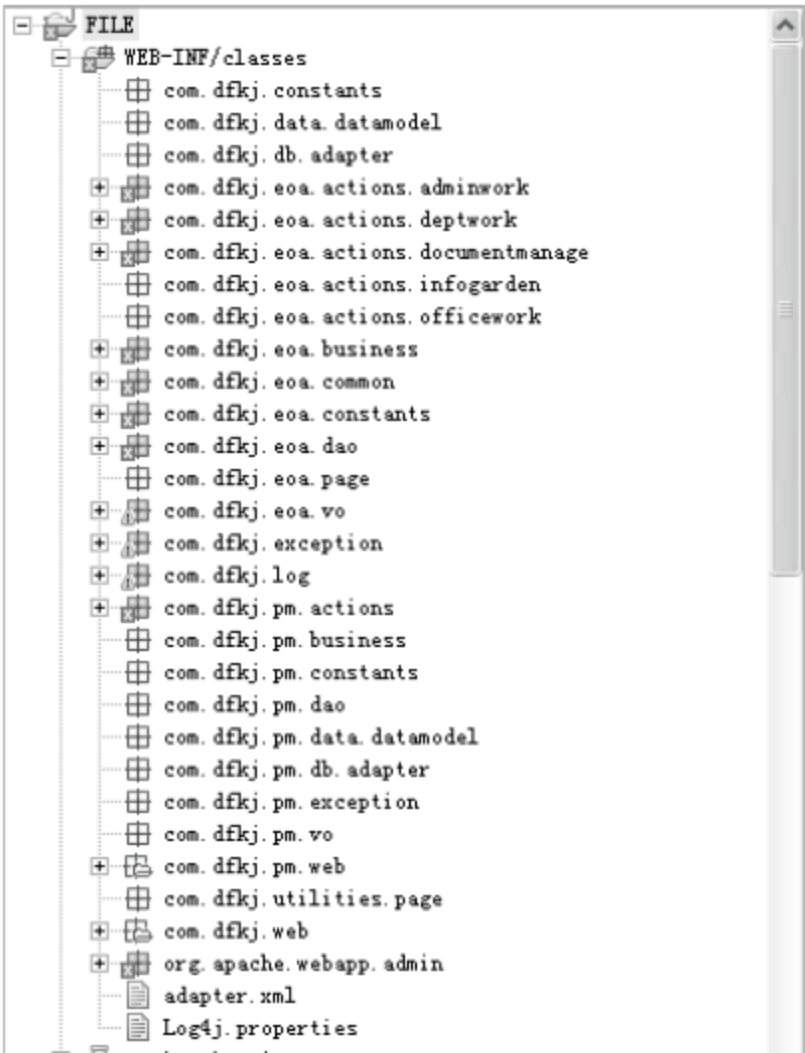 FILE
WEB-INF/classes
com.dfkj.constants
com.dfkj.data.datamodel
com.dfkj.db.adapter
com.dfkj.eoa.actions.adminwork
com.dfkj.eoa.actions.deptwork
com.dfkj.eoa.actions.documentmanage
com.dfkj.eoa.actions.infogarden
com.dfkj.eoa.actions.officework
com.dfkj.eoa.business
com.dfkj.eoa.common
com.dfkj.eoa.constants
com.dfkj.eoa.dao
com.dfkj.eoa.page
com.dfkj.eoa.vo
com.dfkj.exception
com.dfkj.log
com.dfkj.pm.actions
com.dfkj.pm.business
com.dfkj.pm.constants
com.dfkj.pm.dao
com.dfkj.pm.data.datamodel
com.dfkj.pm.db.adapter
com.dfkj.pm.exception
com.dfkj.pm.vo
com.dfkj.pm.web
com.dfkj.utilities.page
com.dfkj.web
org.apache.webapp.admin
adapter.xml
Log4j.properties